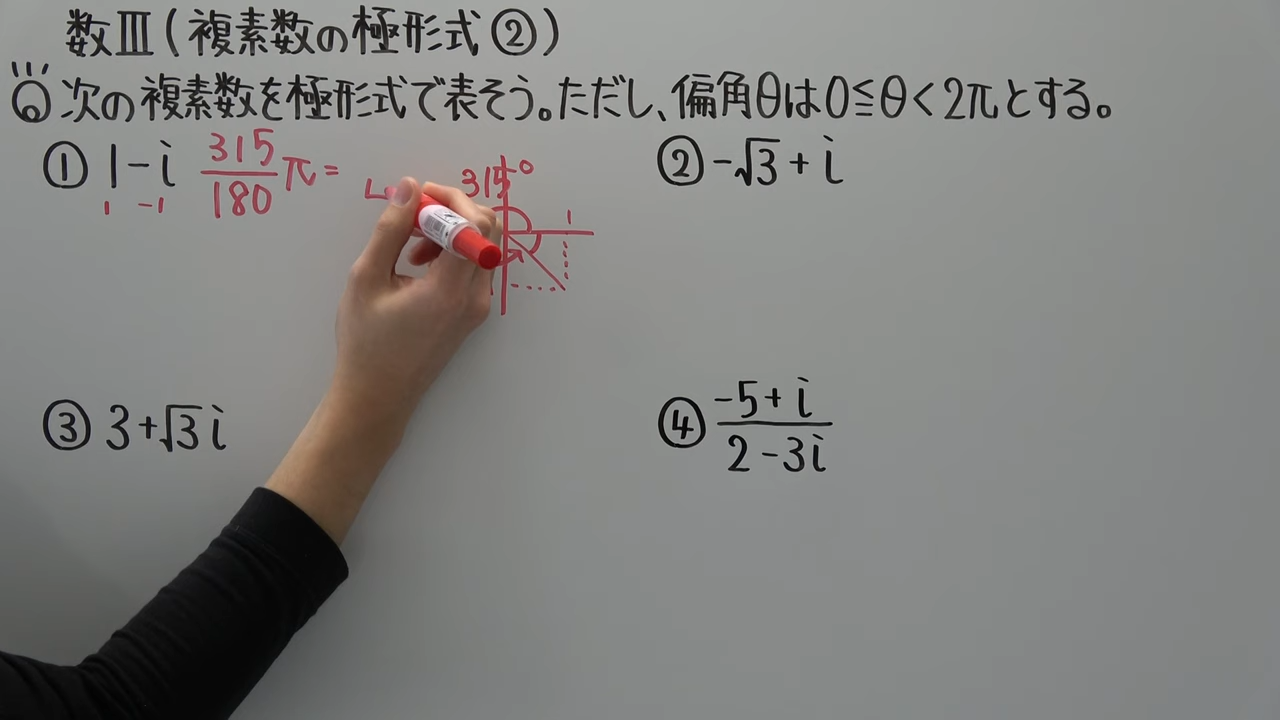 数Ⅲ(複素数の極形式②)
次の複素数を極形式で表そう。ただし、偏角θは0≦θ<2πとする。
① 1-i
1 -1
315/180 π=
315°
1
② -√3+i
③ 3+√3i
④ (-5+i)/(2-3i)